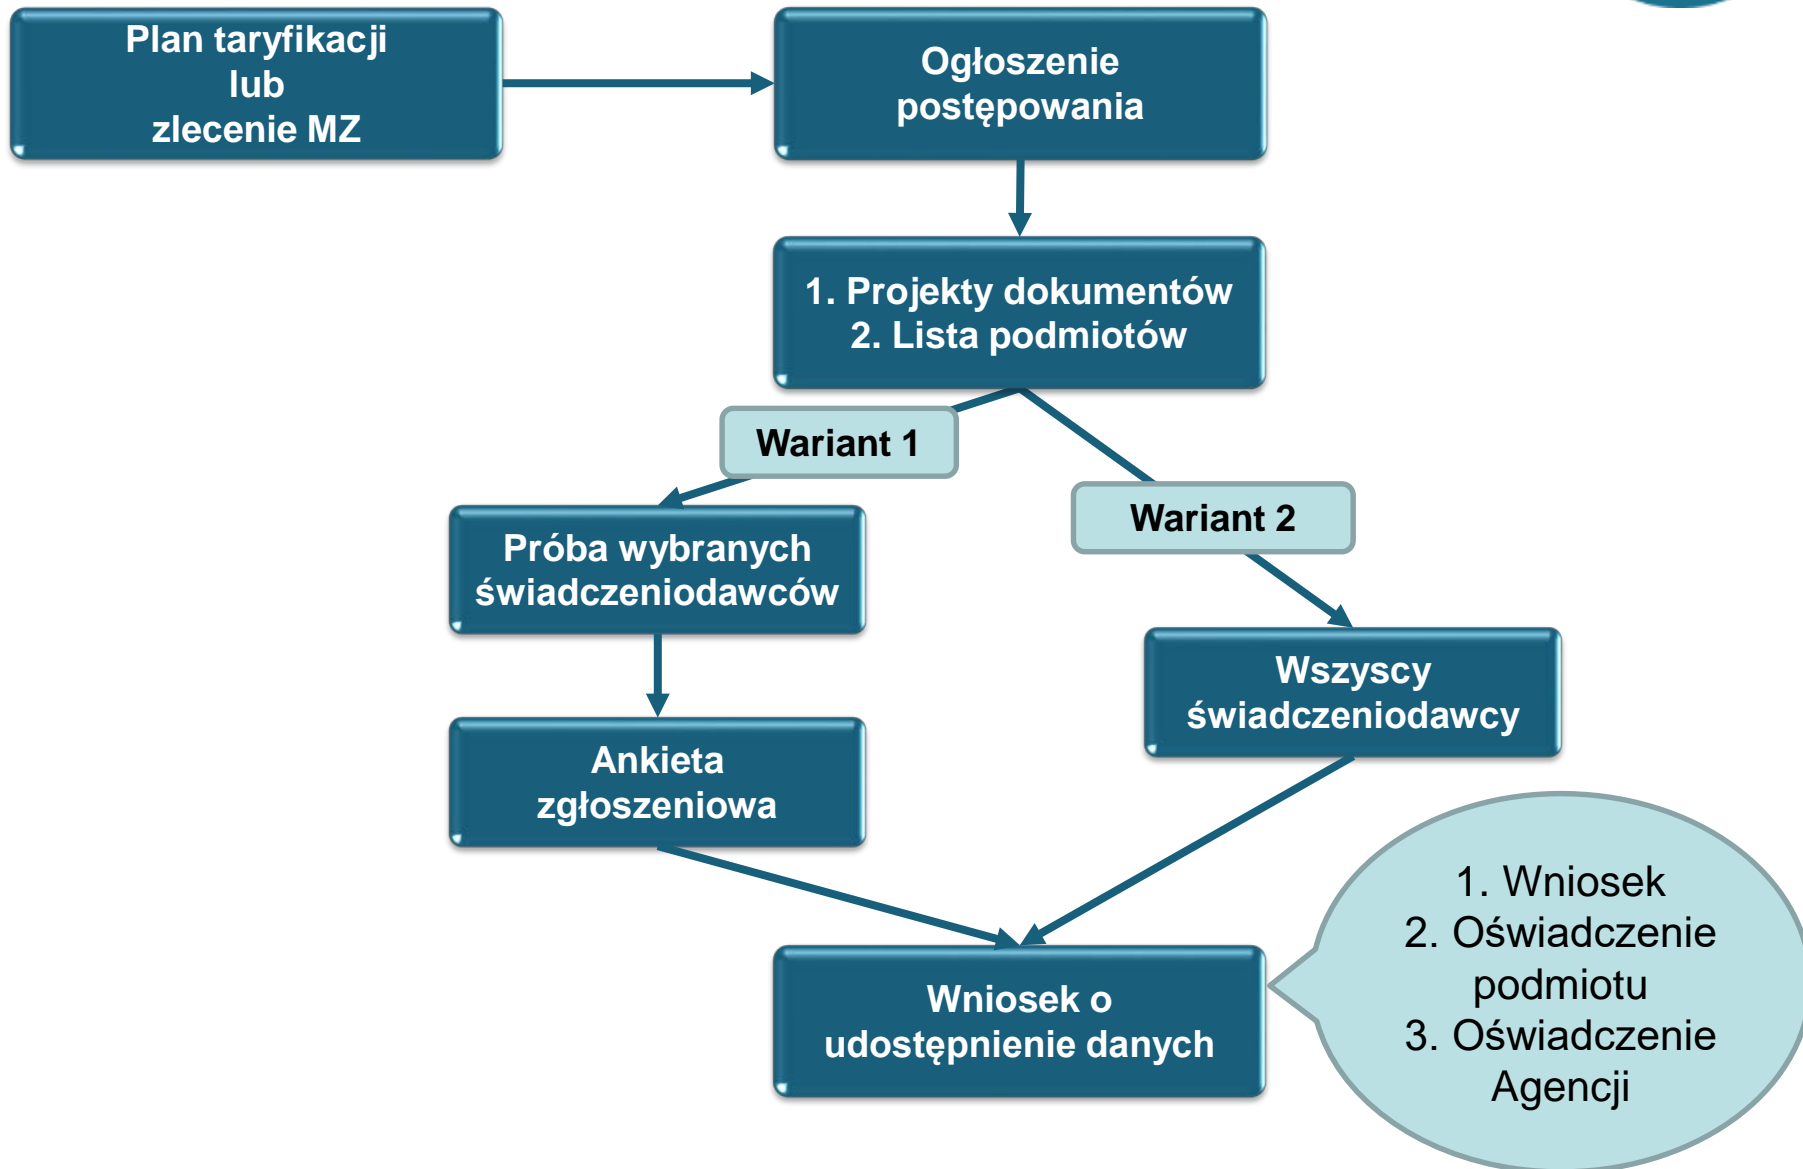 Plan taryfikacji
lub
zlecenie MZ
Ogłoszenie
postępowania
1. Projekty dokumentów
2. Lista podmiotów
Wariant 1
Wariant 2
Próba wybranych
świadczeniodawców
Wszyscy
świadczeniodawcy
Ankieta
zgłoszeniowa
Wniosek o
udostępnienie danych
1. Wniosek
2. Oświadczenie
podmiotu
3. Oświadczenie
Agencji